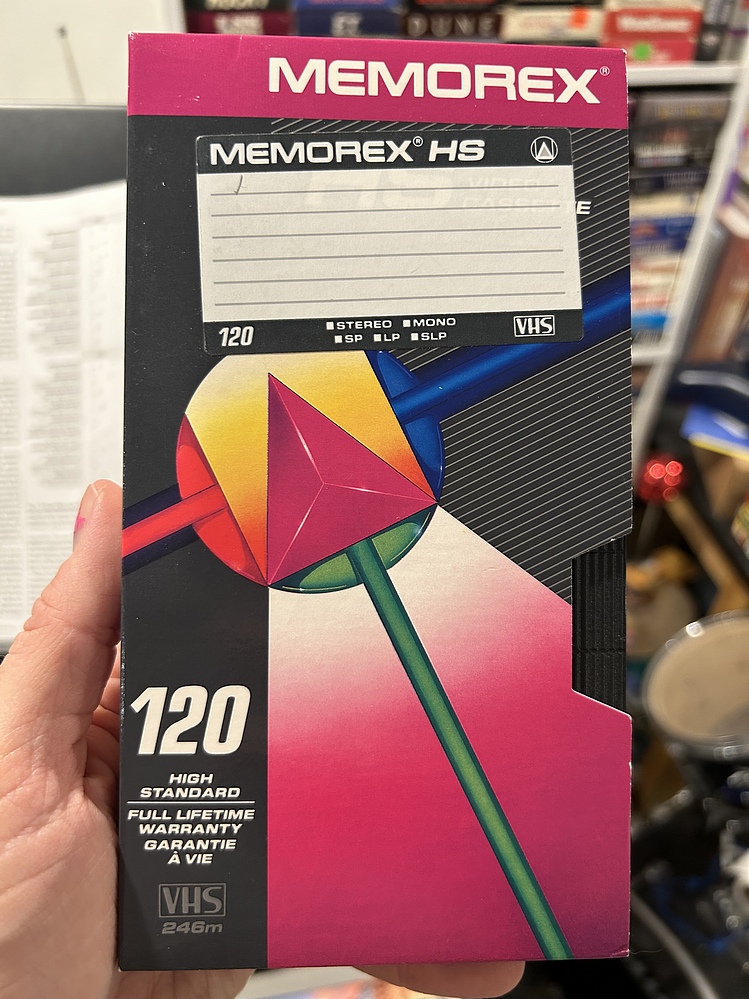 DUNE
MEMOREX®
MEMOREX® HS
HS VIDEO
CASSETTE
120
■STEREO ■MONO
■SP ■LP ■SLP
VHS
120
HIGH
STANDARD
FULL LIFETIME
WARRANTY
GARANTIE
À VIE
VHS
246m